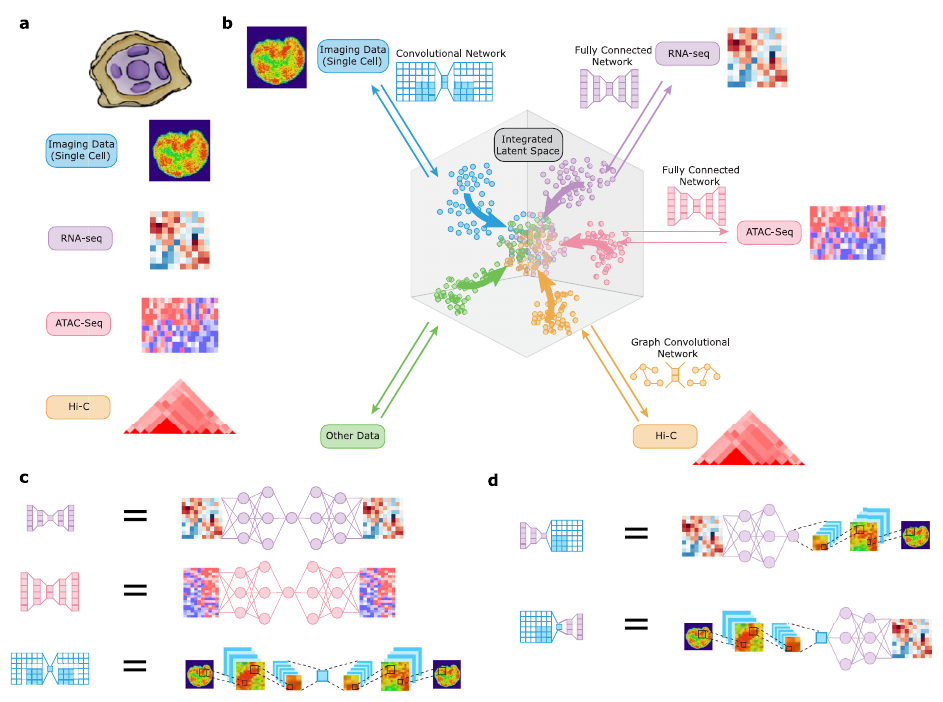 a
Imaging Data
(Single Cell)
RNA-seq
ATAC-Seq
Hi-C
b
Imaging Data
(Single Cell)
Convolutional Network
Fully Connected
Network
RNA-seq
Integrated
Latent Space
Fully Connected
Network
ATAC-Seq
Graph Convolutional
Network
Other Data
Hi-C
c
=
=
=
d
=
=